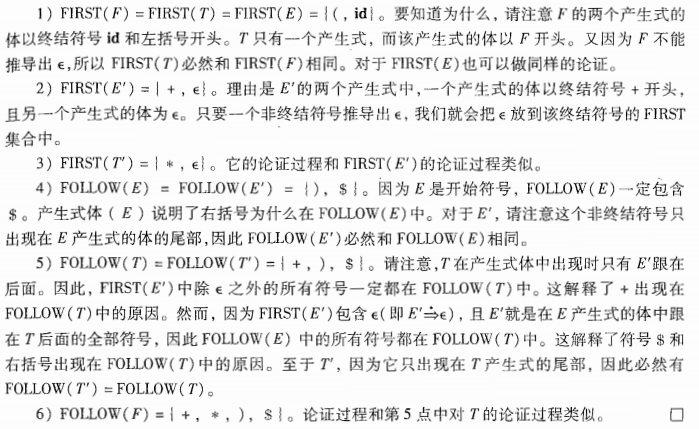 1) FIRST(F) = FIRST(T) = FIRST(E) = {(, id}。要知道为什么, 请注意 F 的两个产生式的
体以终结符号 id 和左括号开头。T 只有一个产生式, 而该产生式的体以 F 开头。又因为 F 不能
推导出 ϵ,所以 FIRST(T)必然和 FIRST(F)相同。对于 FIRST(E)也可以做同样的论证。
2) FIRST(E′) = {+, ϵ}。理由是 E′的两个产生式中,一个产生式的体以终结符号 + 开头,
且另一个产生式的体为 ϵ。只要一个非终结符号推导出 ϵ, 我们就会把 ϵ 放到该终结符号的 FIRST
集合中。
3) FIRST(T′) = {*, ϵ}。它的论证过程和 FIRST(E′)的论证过程类似。
4) FOLLOW(E) = FOLLOW(E′) = {), $}。因为 E 是开始符号, FOLLOW(E)一定包含
$。产生式体 ( E ) 说明了右括号为什么在 FOLLOW(E)中。对于 E′, 请注意这个非终结符号只
出现在 E 产生式的体的尾部,因此 FOLLOW(E′)必然和 FOLLOW(E)相同。
5) FOLLOW(T) = FOLLOW(T′) = {+, ), $}。请注意,T 在产生式体中出现时只有 E′跟在
后面。因此, FIRST(E′)中除 ϵ 之外的所有符号一定都在 FOLLOW(T)中。这解释了 + 出现在
FOLLOW(T)中的原因。然而, 因为 FIRST(E′)包含 ϵ(即 E′⇒*ϵ), 且 E′就是在 E 产生式的体中跟
在 T 后面的全部符号, 因此 FOLLOW(E) 中的所有符号都在 FOLLOW(T)中。这解释了符号 $ 和
右括号出现在 FOLLOW(T)中的原因。至于 T′, 因为它只出现在 T 产生式的尾部, 因此必然有
FOLLOW(T′) = FOLLOW(T)。
6) FOLLOW(F) = {+, *, ), $}。论证过程和第 5 点中对 T 的论证过程类似。 □